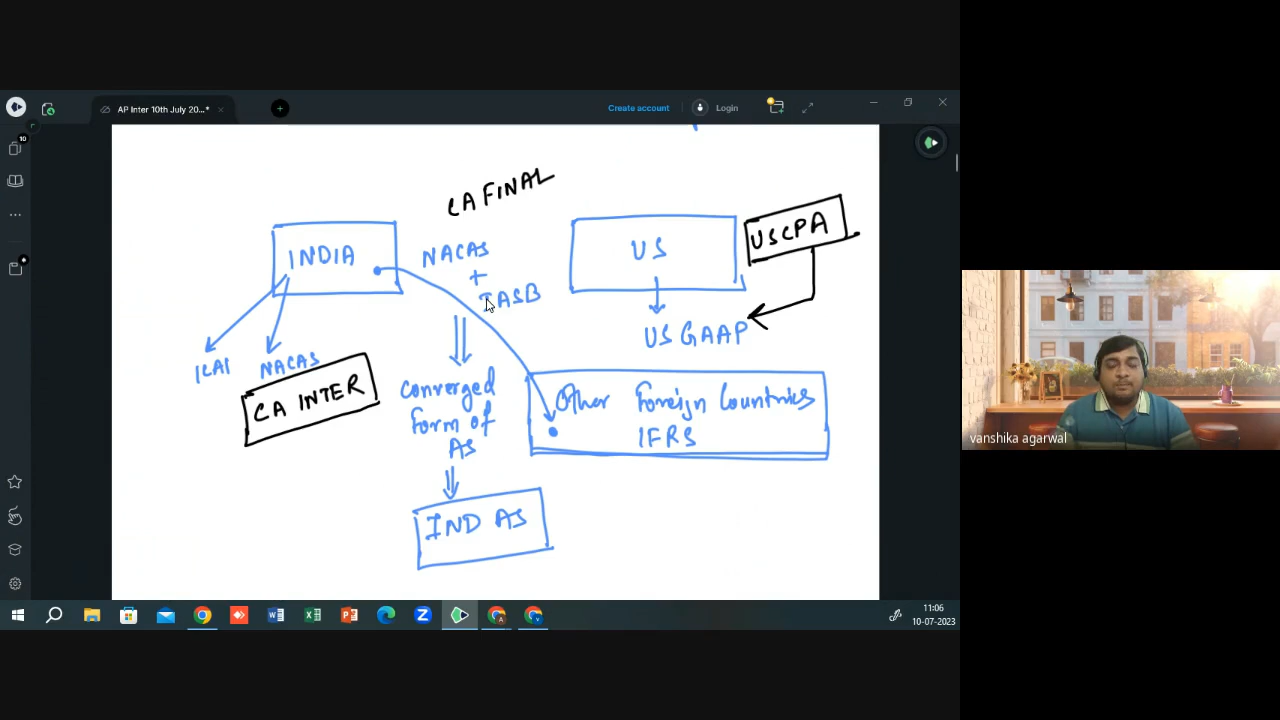 AP Inter 10th July 20...*
Create account
Login
10
CA FINAL
INDIA
NACAS
+
IASB
US
USCPA
US GAAP
ICAI
NACAS
CA INTER
Converged
form of
AS
Other Foreign Countries
IFRS
IND AS
vanshika agarwal
11:06
10-07-2023